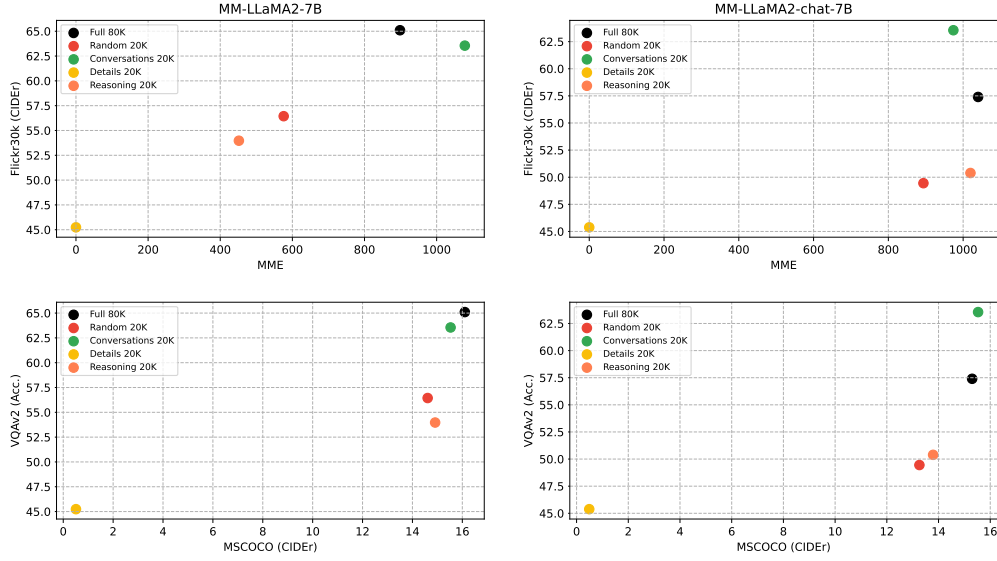 MM-LLaMA2-7B
Flickr30k (CIDEr)
65.0
62.5
60.0
57.5
55.0
52.5
50.0
47.5
45.0
Full 80K
Random 20K
Conversations 20K
Details 20K
Reasoning 20K
0 200 400 600 800 1000
MME
MM-LLaMA2-chat-7B
Flickr30k (CIDEr)
62.5
60.0
57.5
55.0
52.5
50.0
47.5
45.0
Full 80K
Random 20K
Conversations 20K
Details 20K
Reasoning 20K
0 200 400 600 800 1000
MME
VQAv2 (Acc.)
65.0
62.5
60.0
57.5
55.0
52.5
50.0
47.5
45.0
Full 80K
Random 20K
Conversations 20K
Details 20K
Reasoning 20K
0 2 4 6 8 10 12 14 16
MSCOCO (CIDEr)
VQAv2 (Acc.)
62.5
60.0
57.5
55.0
52.5
50.0
47.5
45.0
Full 80K
Random 20K
Conversations 20K
Details 20K
Reasoning 20K
0 2 4 6 8 10 12 14 16
MSCOCO (CIDEr)